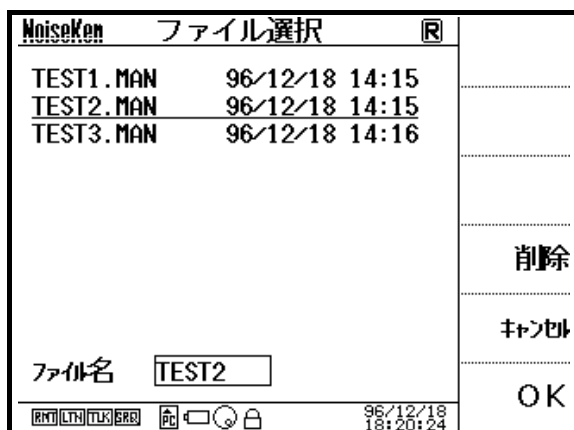 NoiseKen ファイル選択 R
TEST1.MAN 96/12/18 14:15
TEST2.MAN 96/12/18 14:15
TEST3.MAN 96/12/18 14:16
削除
キャンセル
ファイル名 TEST2
OK
RMT LTN TLK SRQ PC 96/12/18
18:20:24